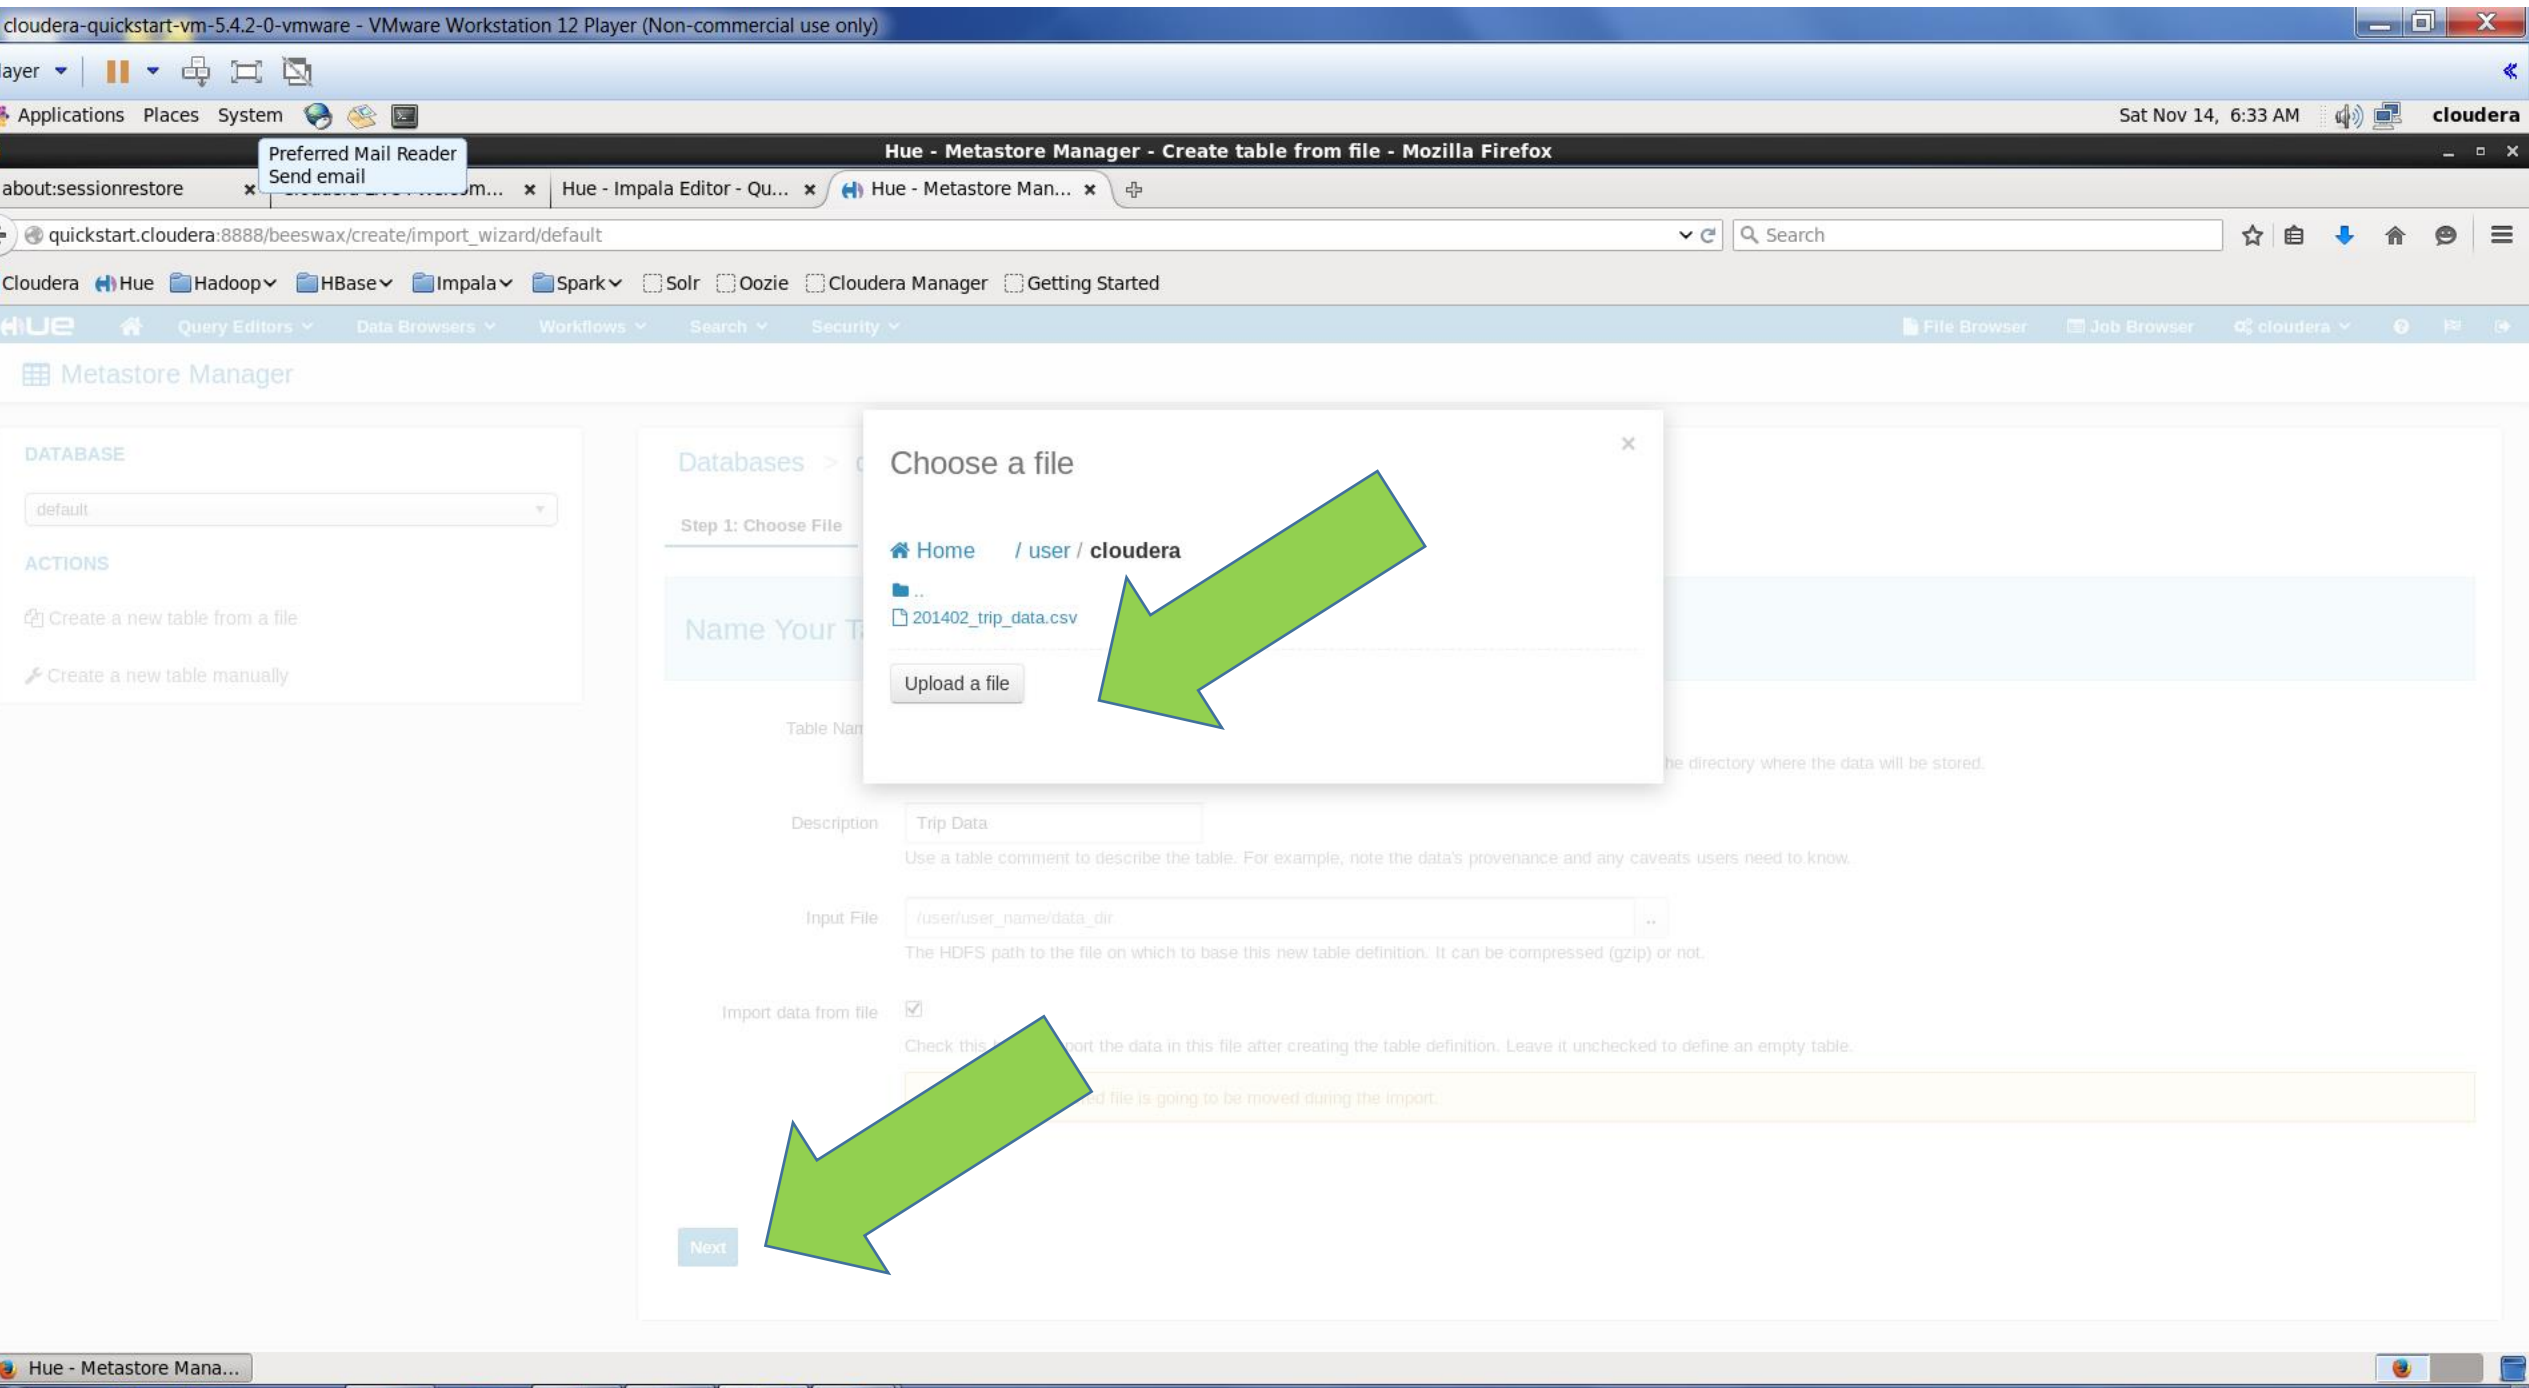 cloudera-quickstart-vm-5.4.2-0-vmware - VMware Workstation 12 Player (Non-commercial use only)
layer
Applications Places System Sat Nov 14, 6:33 AM cloudera
Preferred Mail Reader
Send email
Hue - Metastore Manager - Create table from file - Mozilla Firefox
about:sessionrestore m... Hue - Impala Editor - Qu... Hue - Metastore Man...
quickstart.cloudera:8888/beeswax/create/import_wizard/default Search
Cloudera Hue Hadoop HBase Impala Spark Solr Oozie Cloudera Manager Getting Started
HUE Query Editors Data Browsers Workflows Search Security File Browser Job Browser cloudera
Metastore Manager
DATABASE
default
ACTIONS
Create a new table from a file
Create a new table manually
Databases >
Step 1: Choose File
Name Your T
Choose a file
Home / user / cloudera
..
201402_trip_data.csv
Upload a file
Table Nam
he directory where the data will be stored.
Description Trip Data
Use a table comment to describe the table. For example, note the data's provenance and any caveats users need to know.
Input File /user/user_name/data_dir ..
The HDFS path to the file on which to base this new table definition. It can be compressed (gzip) or not.
Import data from file
Check this port the data in this file after creating the table definition. Leave it unchecked to define an empty table.
ed file is going to be moved during the import.
Next
Hue - Metastore Mana...